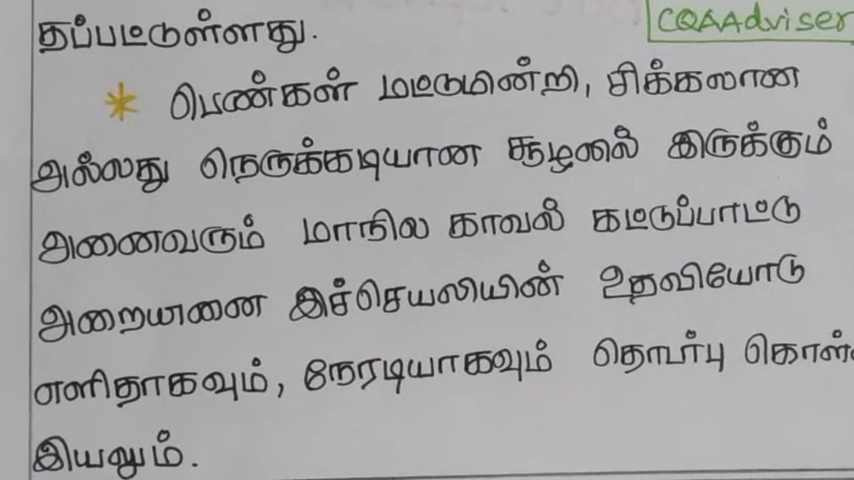 CQAAdviser
தப்பட்டுள்ளது.
* பெண்கள் மட்டுமின்றி, சிக்கலான
அல்லது நெருக்கடியான சூழலில் இருக்கும்
அனைவரும் மாநில காவல் கட்டுப்பாட்டு
அறையினை இச்செயலியின் உதவியோடு
எளிதாகவும், நேரடியாகவும் தொடர்பு கொள்ள
இயலும்.